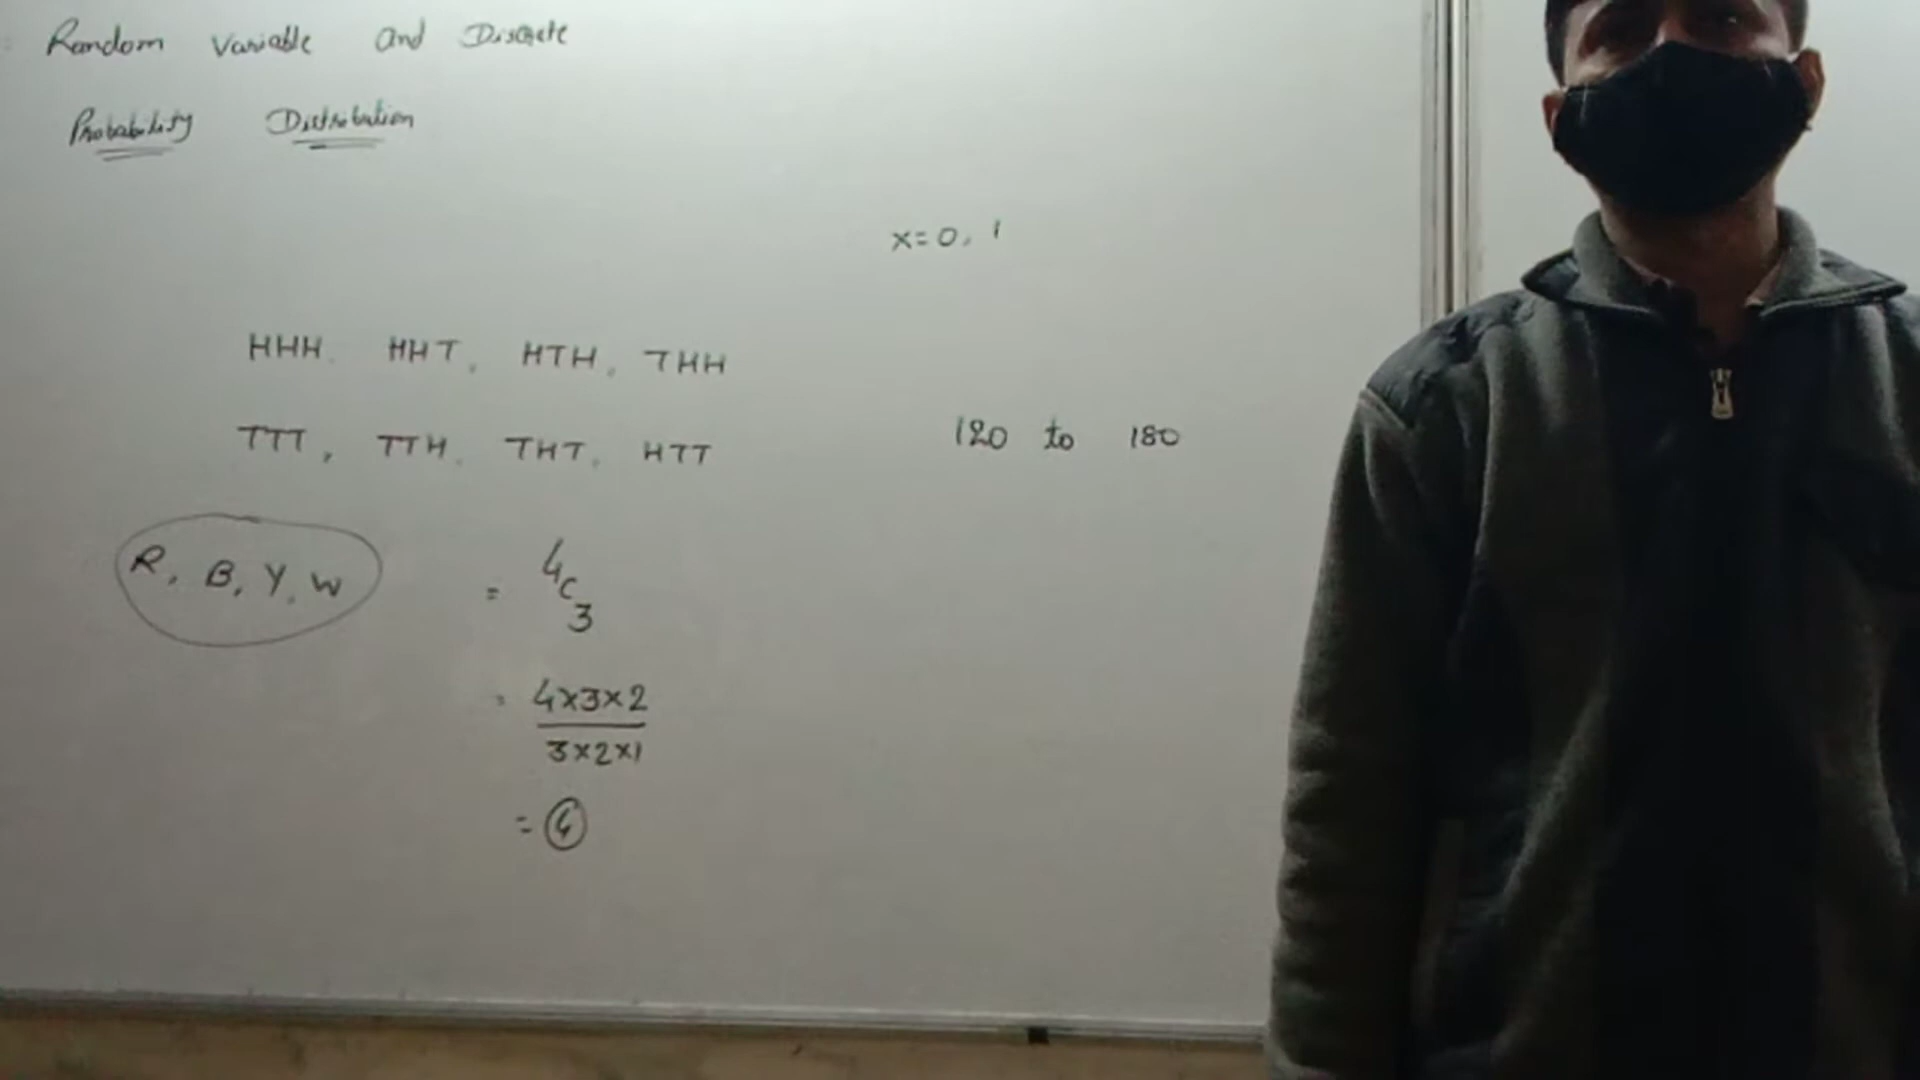 Random Variable and Discrete
Probability Distribution
x=0, 1
HHH, HHT, HTH, THH
TTT, TTH, THT, HTT
120 to 180
R, B, Y, W
= 4C3
= 4×3×2
3×2×1
= 4